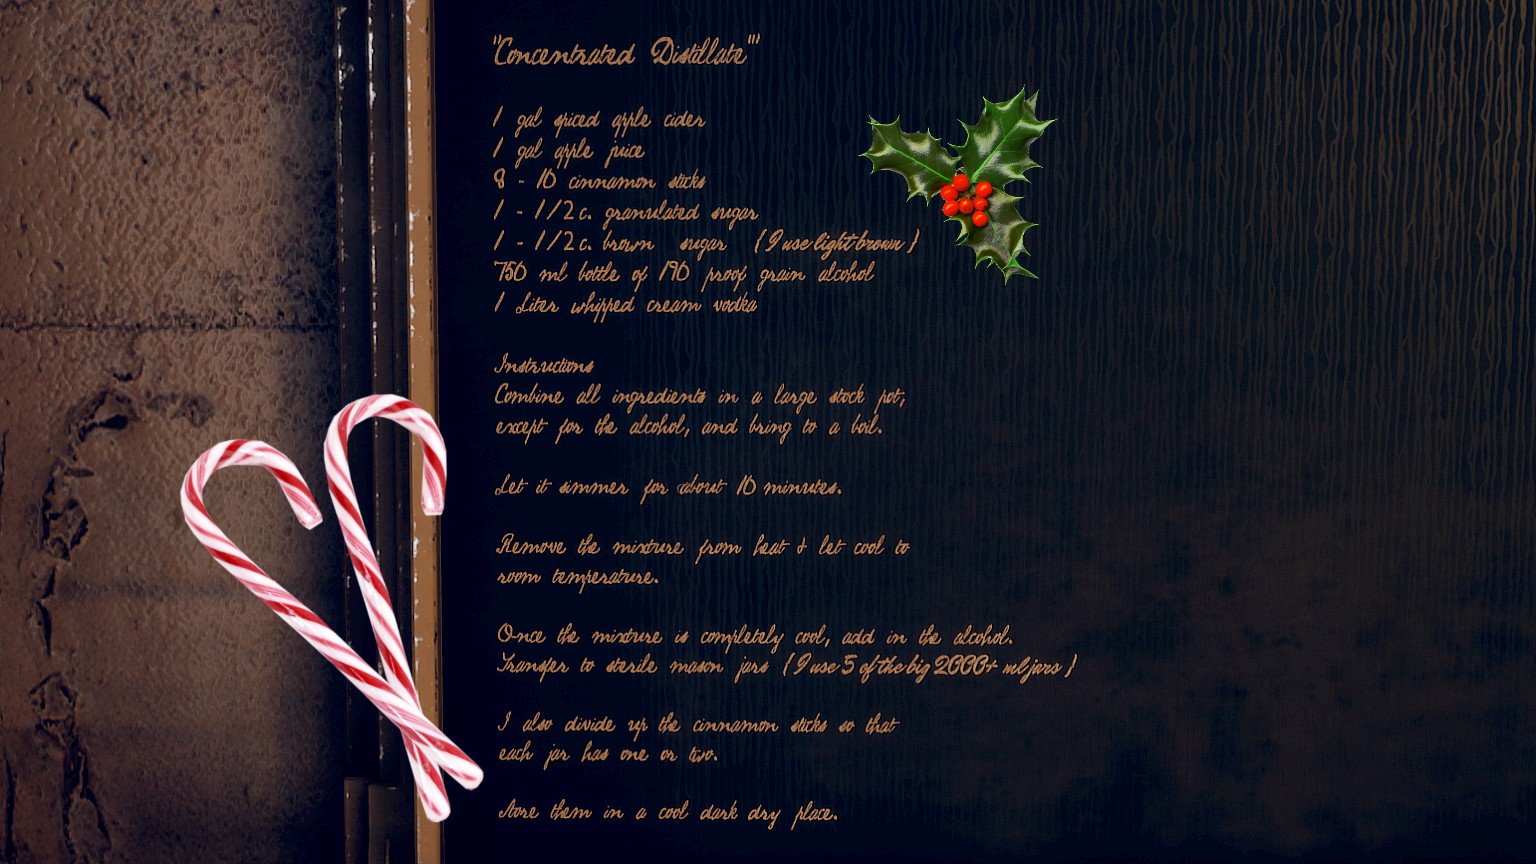 "Concentrated Distillate"
1 gal spiced apple cider
1 gal apple juice
8 - 10 cinnamon sticks
1 - 1/2 c. granulated sugar
1 - 1/2 c. brown sugar (I use light brown)
750 ml bottle of 190 proof grain alcohol
1 Liter whipped cream vodka
Instructions
Combine all ingredients in a large stock pot,
except for the alcohol, and bring to a boil.
Let it simmer for about 10 minutes.
Remove the mixture from heat & let cool to
room temperature.
Once the mixture is completely cool, add in the alcohol.
Transfer to sterile mason jars (I use 5 of the big 2000+ ml jars)
I also divide up the cinnamon sticks so that
each jar has one or two.
Store them in a cool dark dry place.